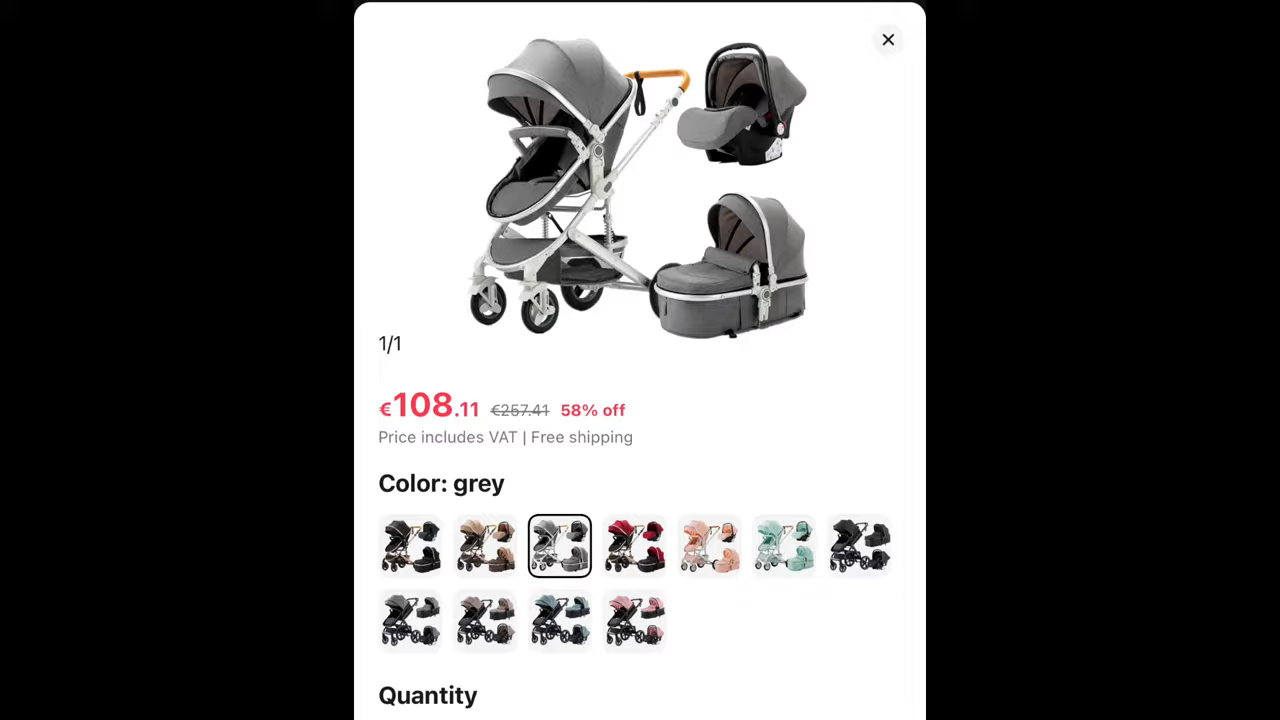 1/1
€108.11 €257.41 58% off
Price includes VAT | Free shipping
Color: grey
Quantity